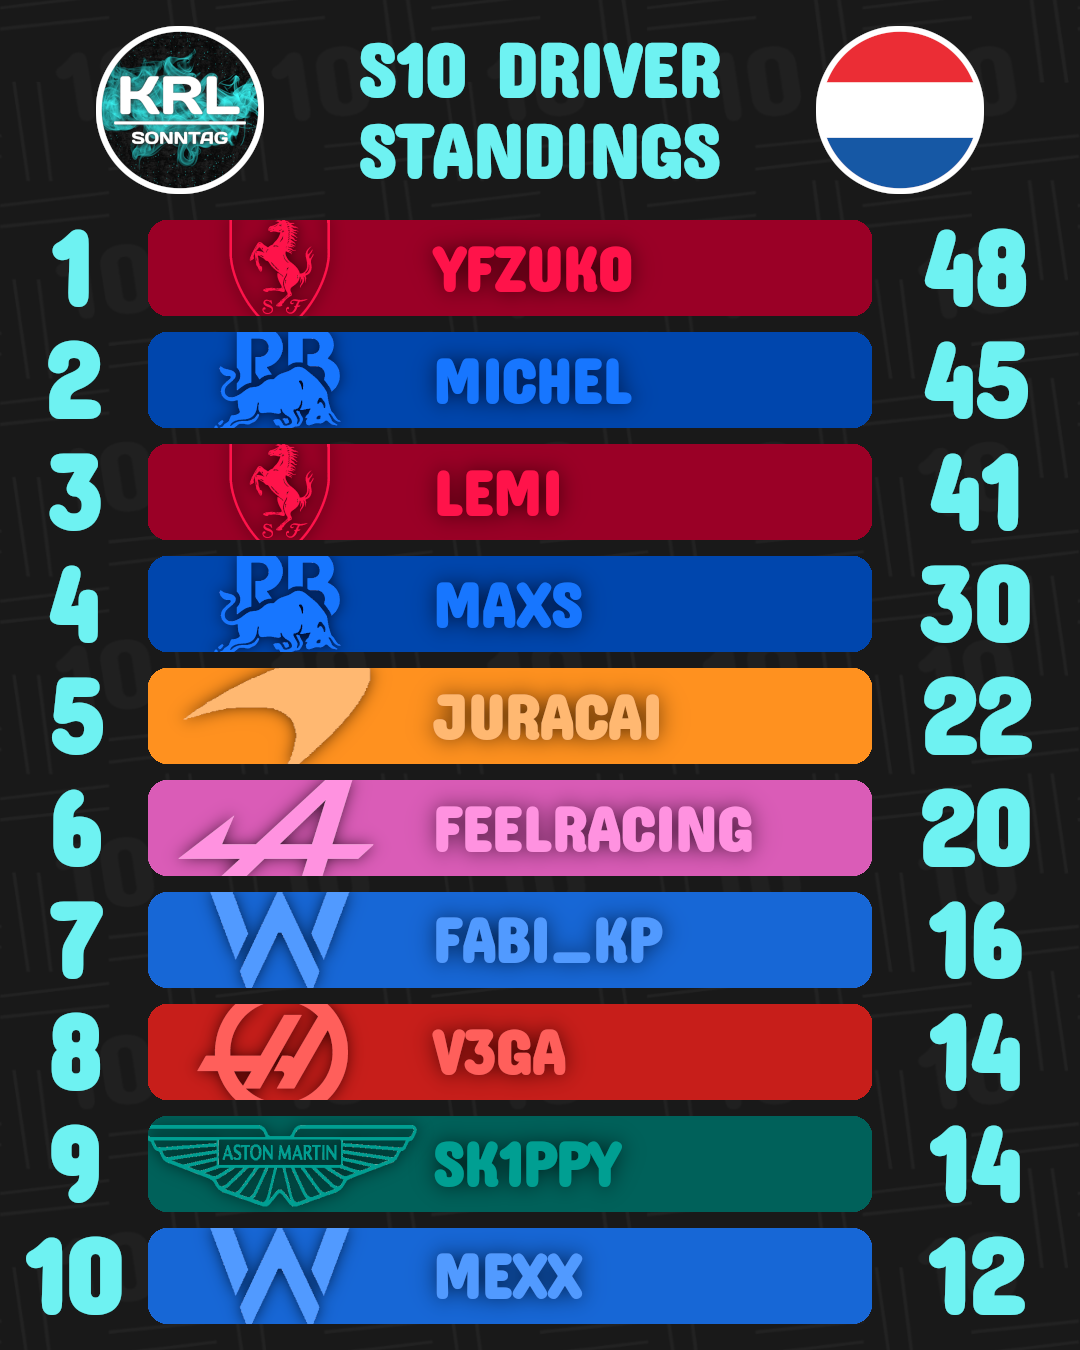 KRL
SONNTAG
S10 DRIVER
STANDINGS
1 SF YFZUKO 48
2 RB MICHEL 45
3 SF LEMI 41
4 RB MAXS 30
5 JURACAI 22
6 FEELRACING 20
7 FABI_KP 16
8 V3GA 14
9 ASTON MARTIN SK1PPY 14
10 MEXX 12